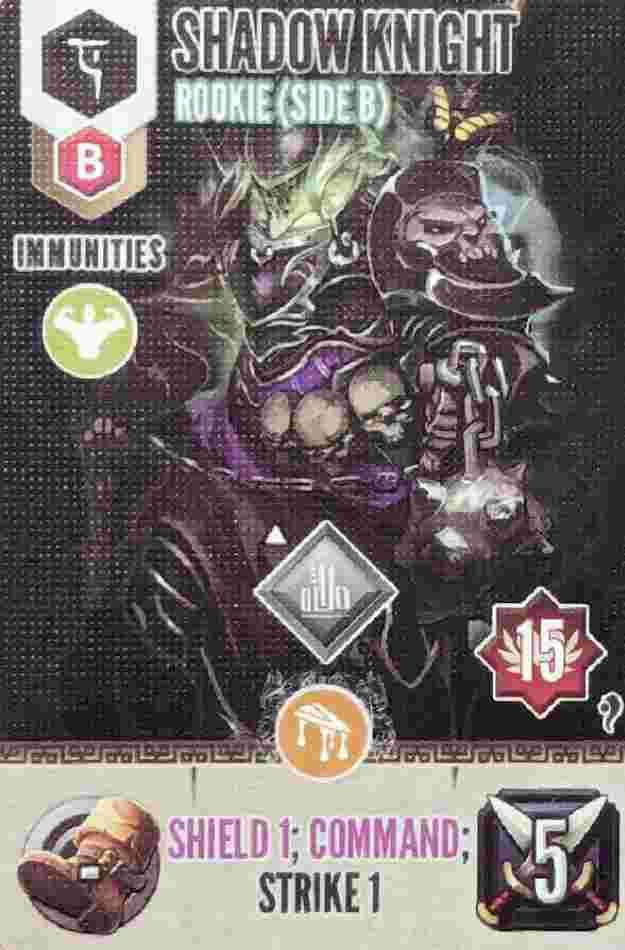 SHADOW KNIGHT
ROOKIE (SIDE B)
B
IMMUNITIES
15
SHIELD 1; COMMAND;
STRIKE 1
5